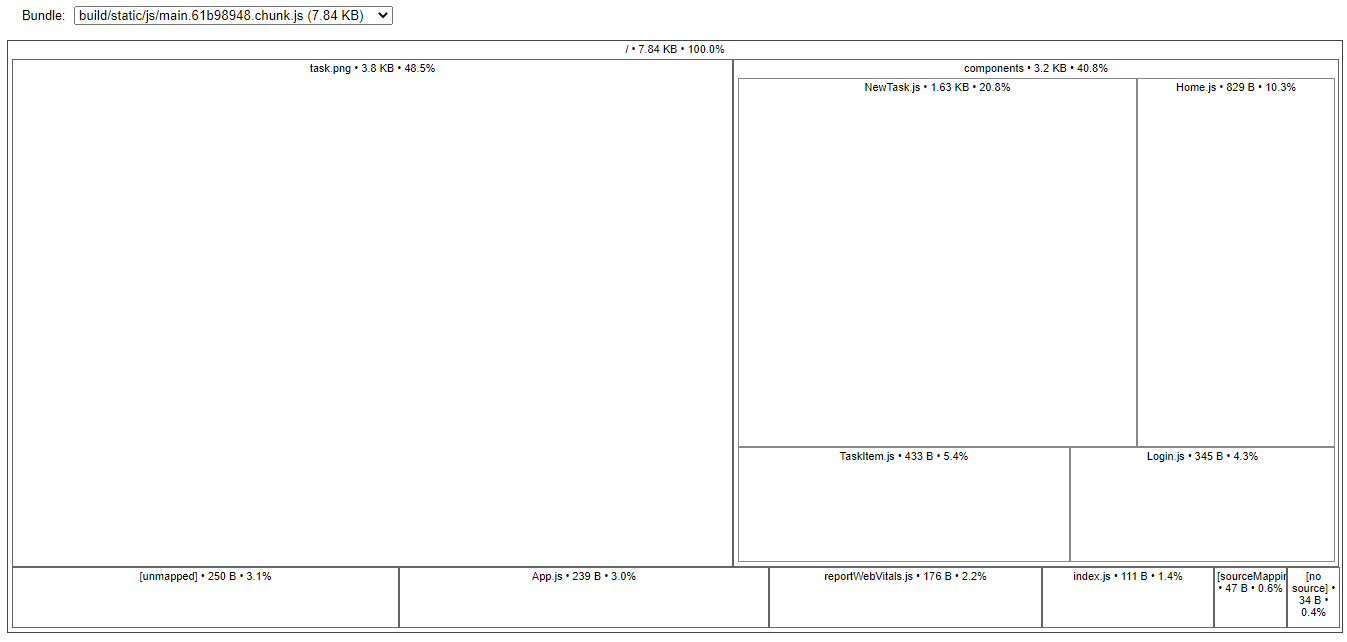 Bundle: build/static/js/main.61b98948.chunk.js (7.84 KB)
/ • 7.84 KB • 100.0%
task.png • 3.8 KB • 48.5%
components • 3.2 KB • 40.8%
NewTask.js • 1.63 KB • 20.8%
Home.js • 829 B • 10.3%
TaskItem.js • 433 B • 5.4%
Login.js • 345 B • 4.3%
[unmapped] • 250 B • 3.1%
App.js • 239 B • 3.0%
reportWebVitals.js • 176 B • 2.2%
index.js • 111 B • 1.4%
[sourceMappin
• 47 B • 0.6%
[no
source] •
34 B •
0.4%